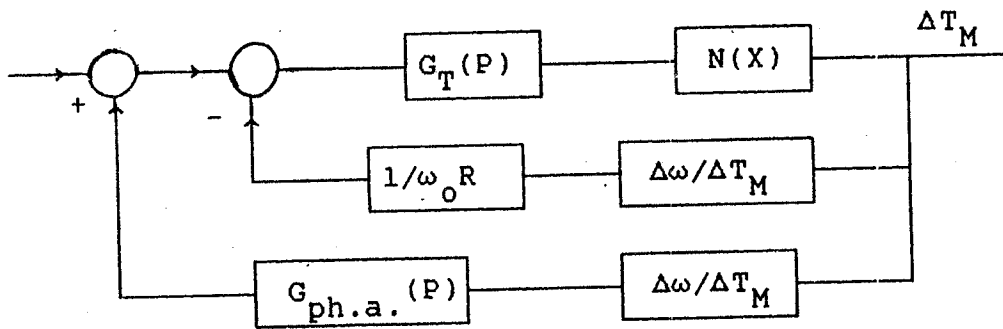 ΔT_M
G_T(P)
N(X)
+
-
1/ω_oR
Δω/ΔT_M
G_ph.a.(P)
Δω/ΔT_M